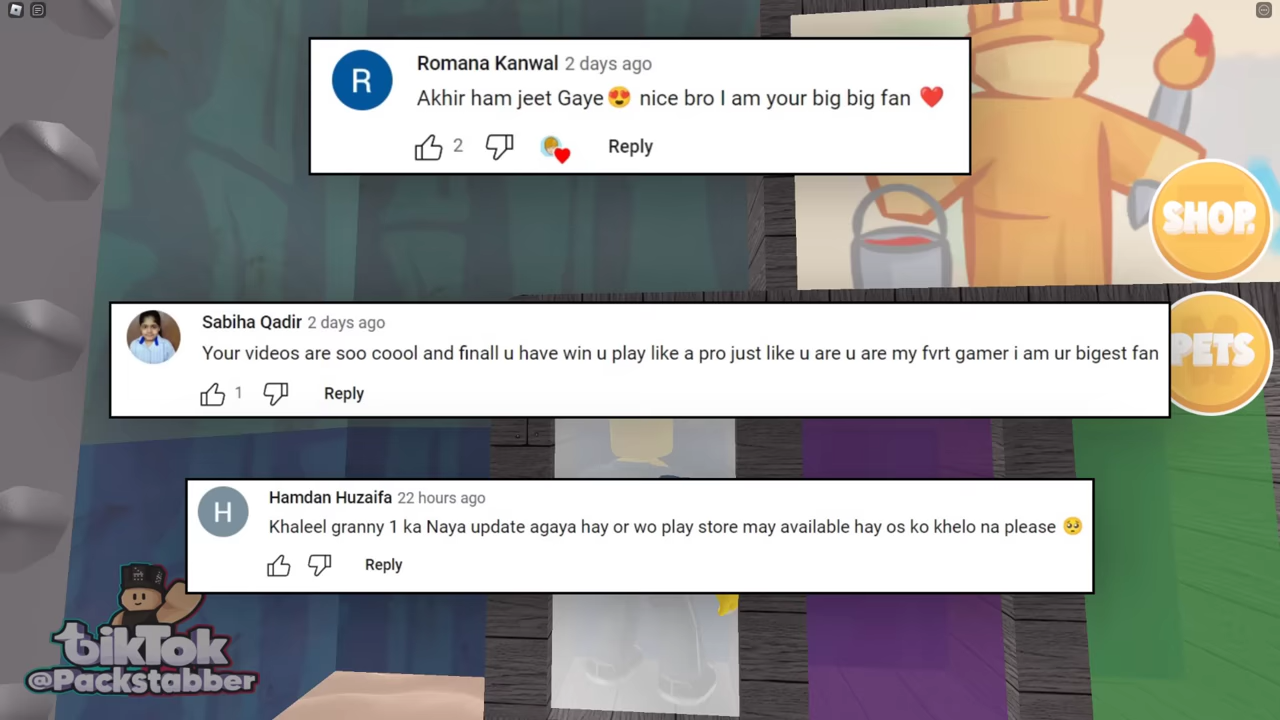 R
Romana Kanwal 2 days ago
Akhir ham jeet Gaye😍 nice bro I am your big big fan ❤️
2 Reply
SHOP.
Sabiha Qadir 2 days ago
Your videos are soo coool and finall u have win u play like a pro just like u are u are my fvrt gamer i am ur bigest fan
PETS
1 Reply
H
Hamdan Huzaifa 22 hours ago
Khaleel granny 1 ka Naya update agaya hay or wo play store may available hay os ko khelo na please 🥺
Reply
tikTok
@Packstabber